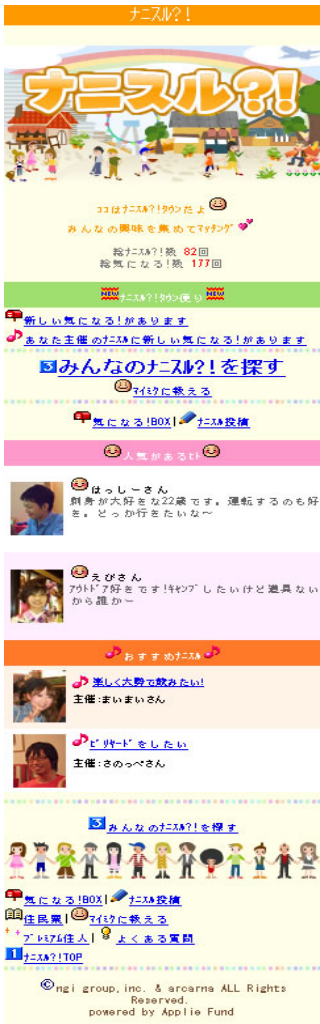 ﾅﾆｽﾙ?!
ナニスル?!
ココはﾅﾆｽﾙ?!ﾀｳﾝだよ
みんなの興味を集めてﾏｯﾁﾝｸﾞ
総ﾅﾆｽﾙ?!数 82回
総気になる!数 177回
NEW ﾅﾆｽﾙ?!ﾀｳﾝ便り NEW
新しい気になる!があります
あなた主催のﾅﾆｽﾙに新しい気になる!があります
3 みんなのﾅﾆｽﾙ?!を探す
ﾏｲﾐｸに教える
気になる!BOX|ﾅﾆｽﾙ投稿
人気があるﾋﾄ
はっしーさん
刺身が大好きな22歳です。運転するのも好
き。どっか行きたいな～
えびさん
ｱｳﾄﾄﾞｱ好きです!ｷｬﾝﾌﾟしたいけど道具ない
から誰かー
おすすめﾅﾆｽﾙ
楽しく大勢で飲みたい!
主催:まいまいさん
ﾋﾞﾘﾔｰﾄﾞをしたい
主催:さのっぺさん
3 みんなのﾅﾆｽﾙ?!を探す
気になる!BOX|ﾅﾆｽﾙ投稿
住民票|ﾏｲﾐｸに教える
ﾌﾟﾚﾐｱﾑ住人|よくある質問
1 ﾅﾆｽﾙ?!TOP
©ngi group,inc. & arcarna ALL Rights
Reserved.
powered by Applie Fund